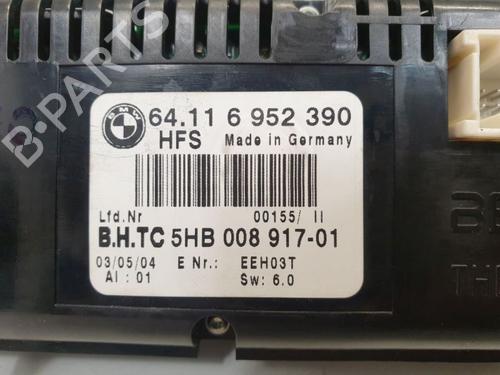 BMW
64.11 6 952 390
HFS Made in Germany
Lfd.Nr 00155/ II
B.H.TC 5HB 008 917-01
03/05/04 E Nr.: EEH03T
AI : 01 Sw: 6.0